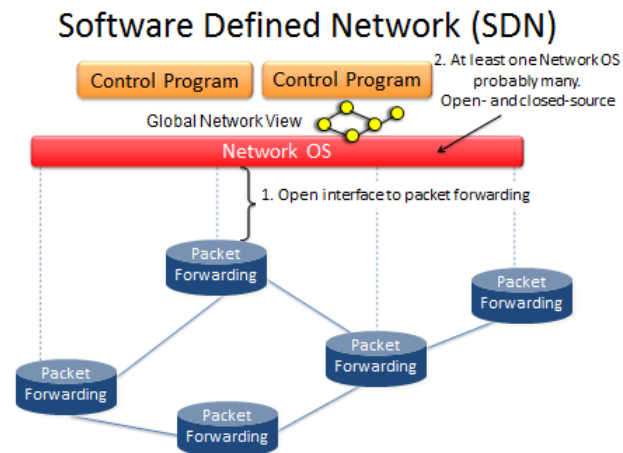 Software Defined Network (SDN)
Control Program
Control Program
2. At least one Network OS
probably many.
Open- and closed-source
Global Network View
Network OS
1. Open interface to packet forwarding
Packet
Forwarding
Packet
Forwarding
Packet
Forwarding
Packet
Forwarding
Packet
Forwarding